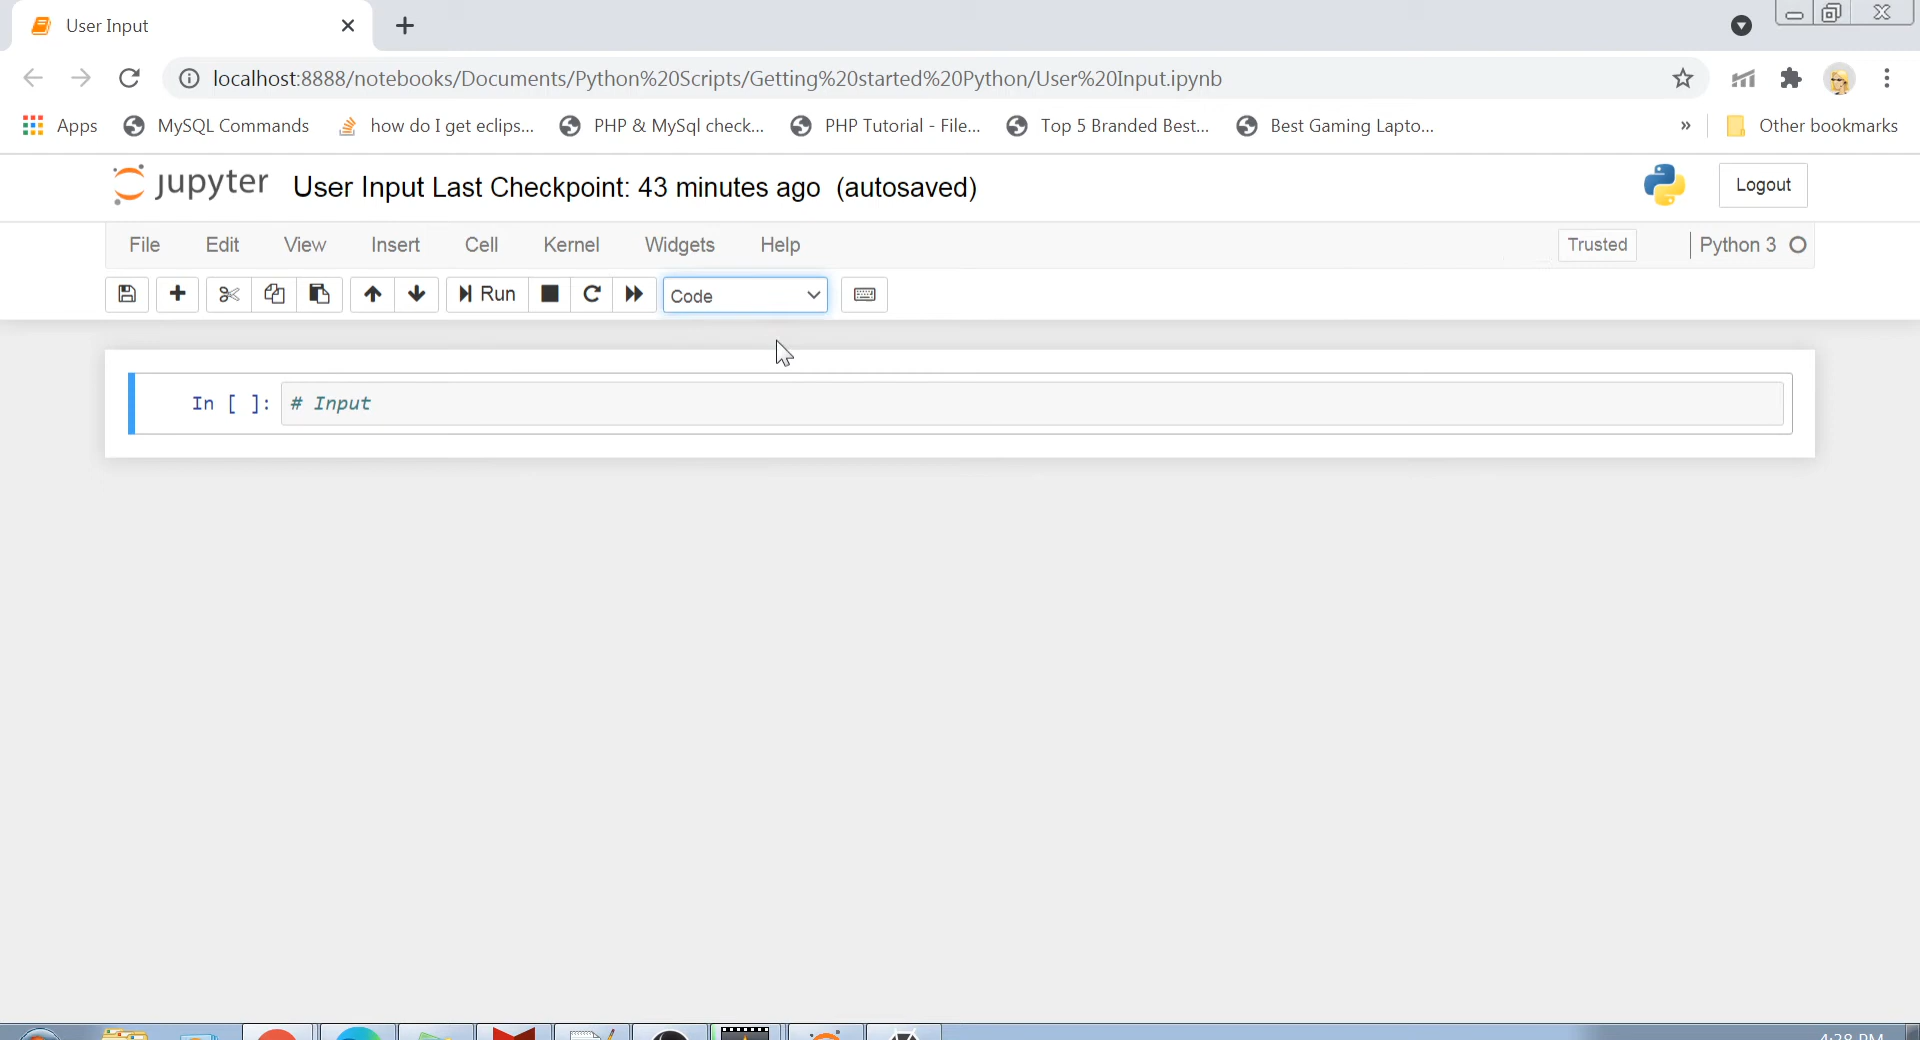 User Input
localhost:8888/notebooks/Documents/Python%20Scripts/Getting%20started%20Python/User%20Input.ipynb
Apps MySQL Commands how do I get eclips... PHP & MySql check... PHP Tutorial - File... Top 5 Branded Best... Best Gaming Lapto... » Other bookmarks
jupyter User Input Last Checkpoint: 43 minutes ago (autosaved) Logout
File Edit View Insert Cell Kernel Widgets Help Trusted Python 3
Run Code
In [ ]: # Input
4:38 PM